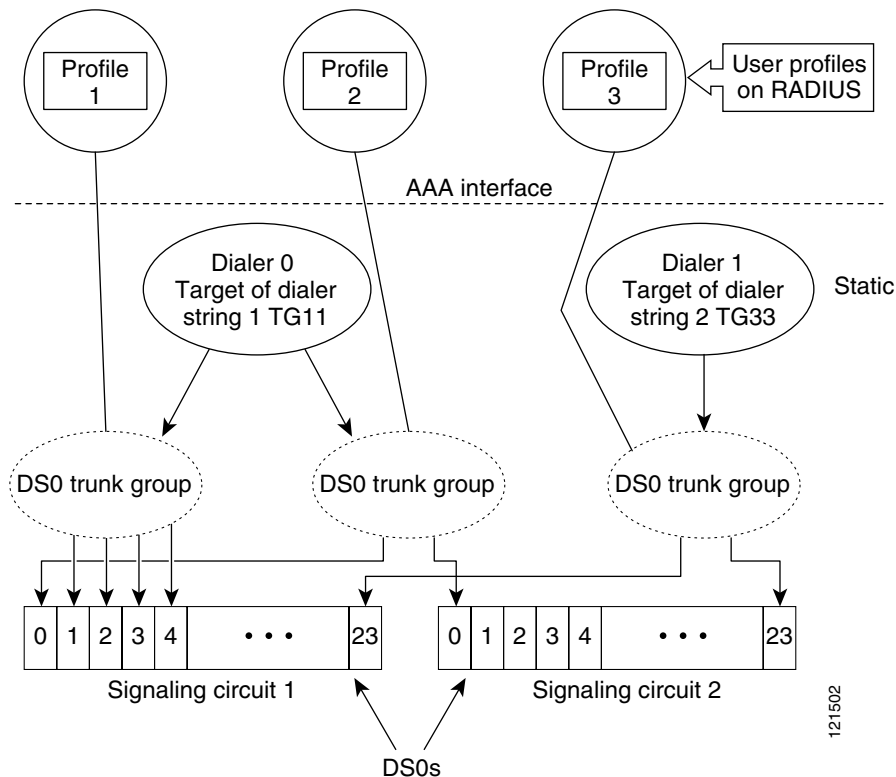 Profile
1
Profile
2
Profile
3
User profiles
on RADIUS
AAA interface
Dialer 0
Target of dialer
string 1 TG11
Dialer 1
Target of dialer
string 2 TG33
Static
DS0 trunk group
DS0 trunk group
DS0 trunk group
0 1 2 3 4 • • • 23
0 1 2 3 4 • • • 23
Signaling circuit 1
Signaling circuit 2
DS0s
121502